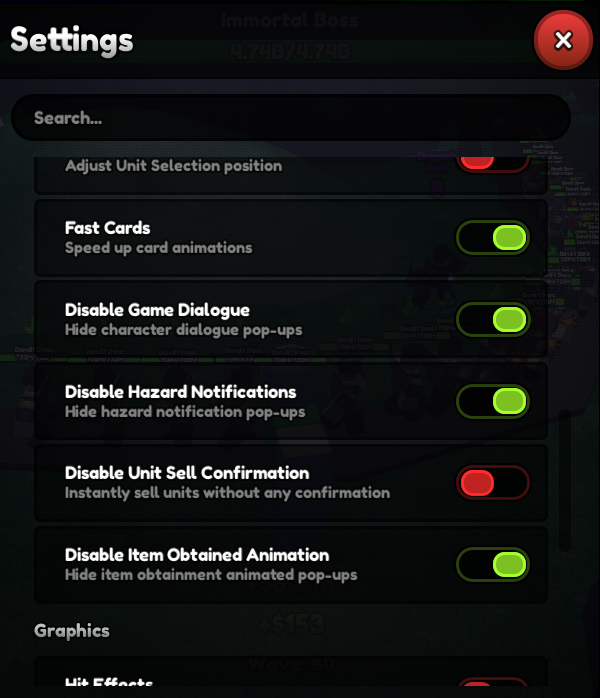 Immortal Boss
4.74B/4.74B
Settings
Search...
Adjust Unit Selection position
Fast Cards
Speed up card animations
Disable Game Dialogue
Hide character dialogue pop-ups
Disable Hazard Notifications
Hide hazard notification pop-ups
Disable Unit Sell Confirmation
Instantly sell units without any confirmation
Disable Item Obtained Animation
Hide item obtainment animated pop-ups
+$153
Graphics
Wave: 80
Hit Effects